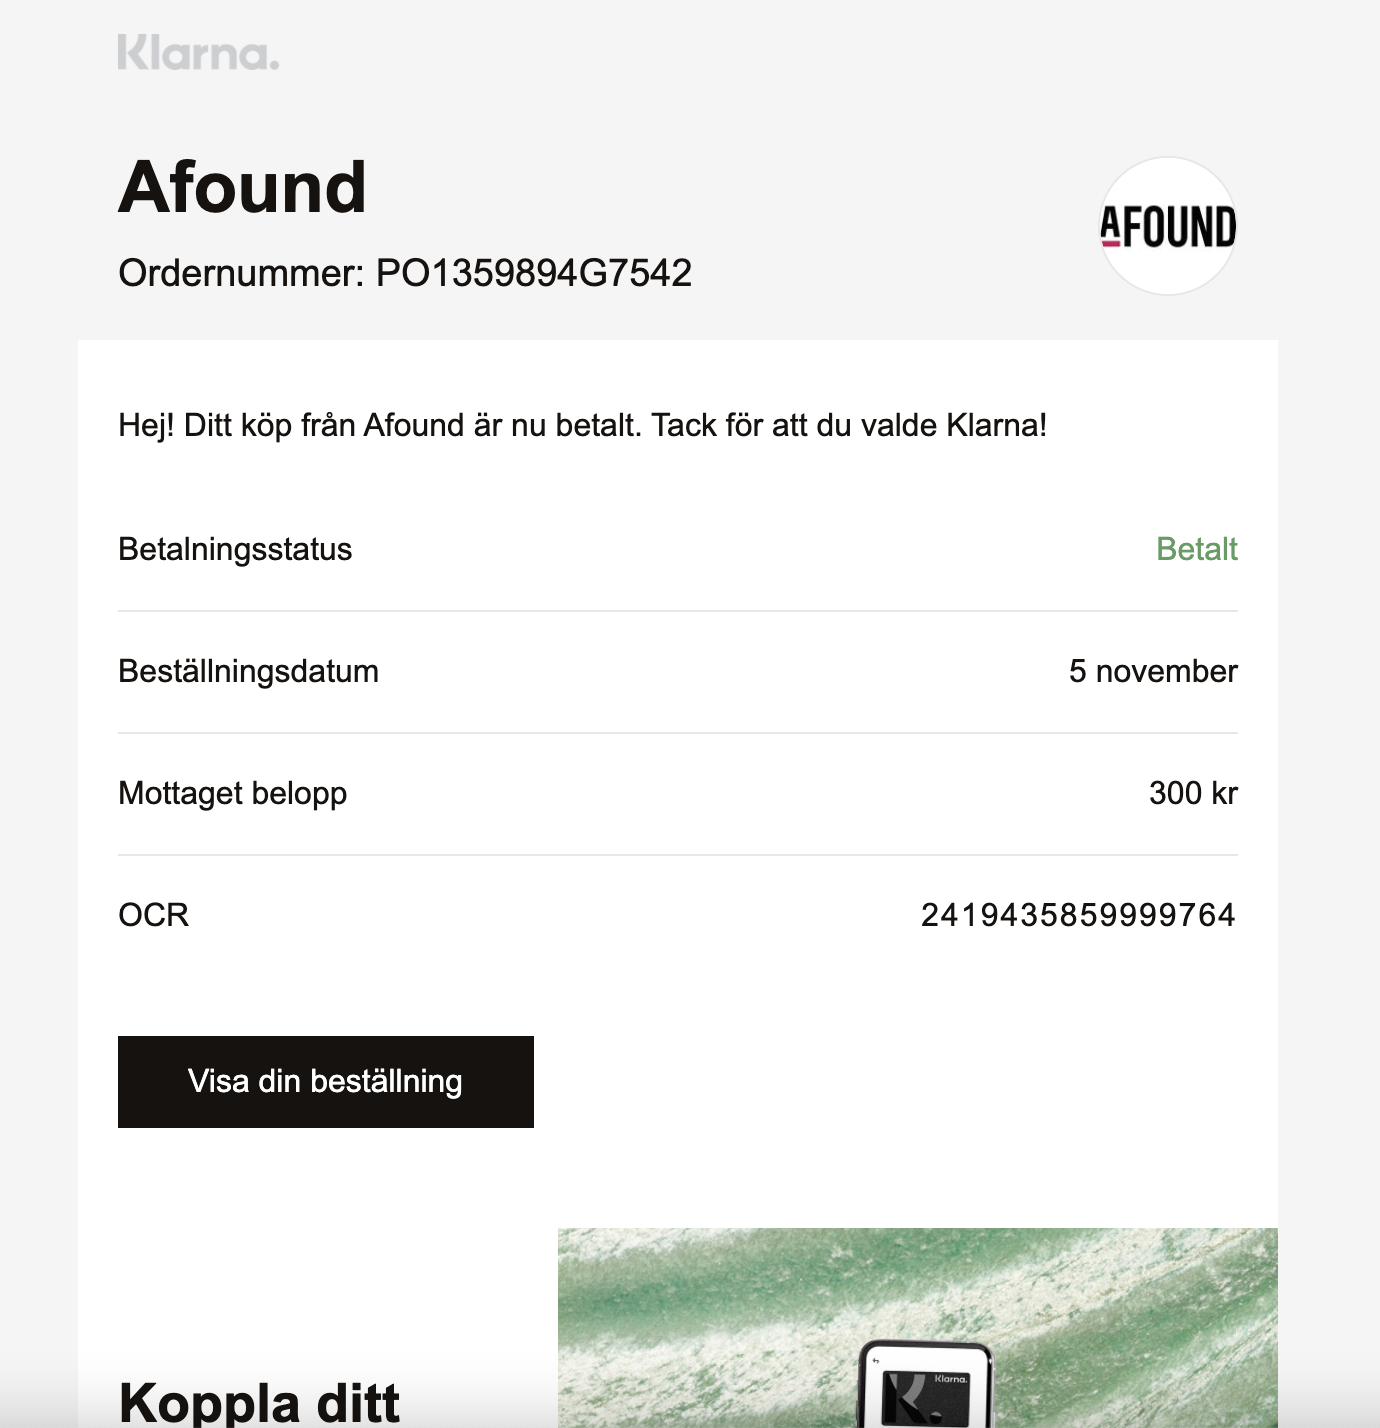 Klarna.
Afound
AFOUND
Ordernummer: PO1359894G7542
Hej! Ditt köp från Afound är nu betalt. Tack för att du valde Klarna!
Betalningsstatus Betalt
Beställningsdatum 5 november
Mottaget belopp 300 kr
OCR 2419435859999764
Visa din beställning
Koppla ditt
Klarna.
K.